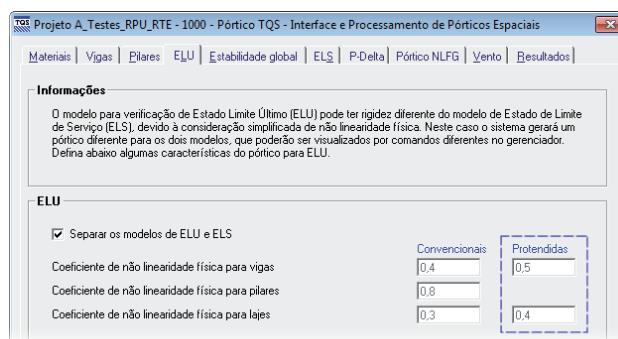 TQS Projeto A_Testes_RPU_RTE - 1000 - Pórtico TQS - Interface e Processamento de Pórticos Espaciais
Materiais Vigas Pilares ELU Estabilidade global ELS P-Delta Pórtico NLFG Vento Resultados
Informações
O modelo para verificação de Estado Limite Último (ELU) pode ter rigidez diferente do modelo de Estado de Limite
de Serviço (ELS), devido à consideração simplificada de não linearidade física. Neste caso o sistema gerará um
pórtico diferente para os dois modelos, que poderão ser visualizados por comandos diferentes no gerenciador.
Defina abaixo algumas características do pórtico para ELU.
ELU
Separar os modelos de ELU e ELS
Convencionais Protendidas
Coeficiente de não linearidade física para vigas 0,4 0,5
Coeficiente de não linearidade física para pilares 0,8
Coeficiente de não linearidade física para lajes 0,3 0,4